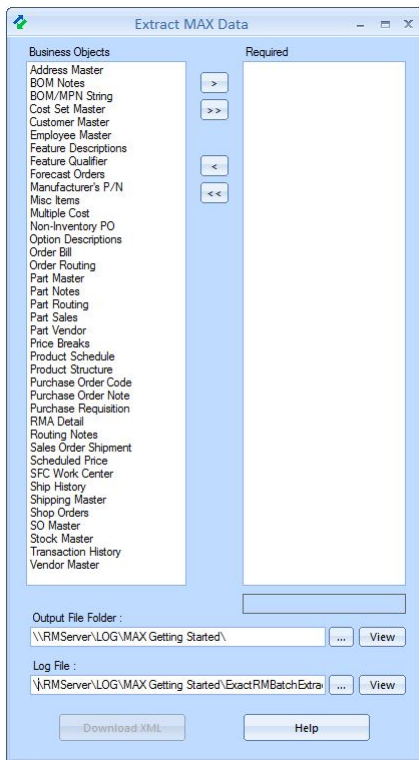 Extract MAX Data
Business Objects
Required
Address Master
BOM Notes
BOM/MPN String
Cost Set Master
Customer Master
Employee Master
Feature Descriptions
Feature Qualifier
Forecast Orders
Manufacturer's P/N
Misc Items
Multiple Cost
Non-Inventory PO
Option Descriptions
Order Bill
Order Routing
Part Master
Part Notes
Part Routing
Part Sales
Part Vendor
Price Breaks
Product Schedule
Product Structure
Purchase Order Code
Purchase Order Note
Purchase Requisition
RMA Detail
Routing Notes
Sales Order Shipment
Scheduled Price
SFC Work Center
Ship History
Shipping Master
Shop Orders
SO Master
Stock Master
Transaction History
Vendor Master
>
>>
<
<<
Output File Folder :
\\RMServer\LOG\MAX Getting Started\
...
View
Log File :
\\RMServer\LOG\MAX Getting Started\ExactRMBatchExtra
...
View
Download XML
Help